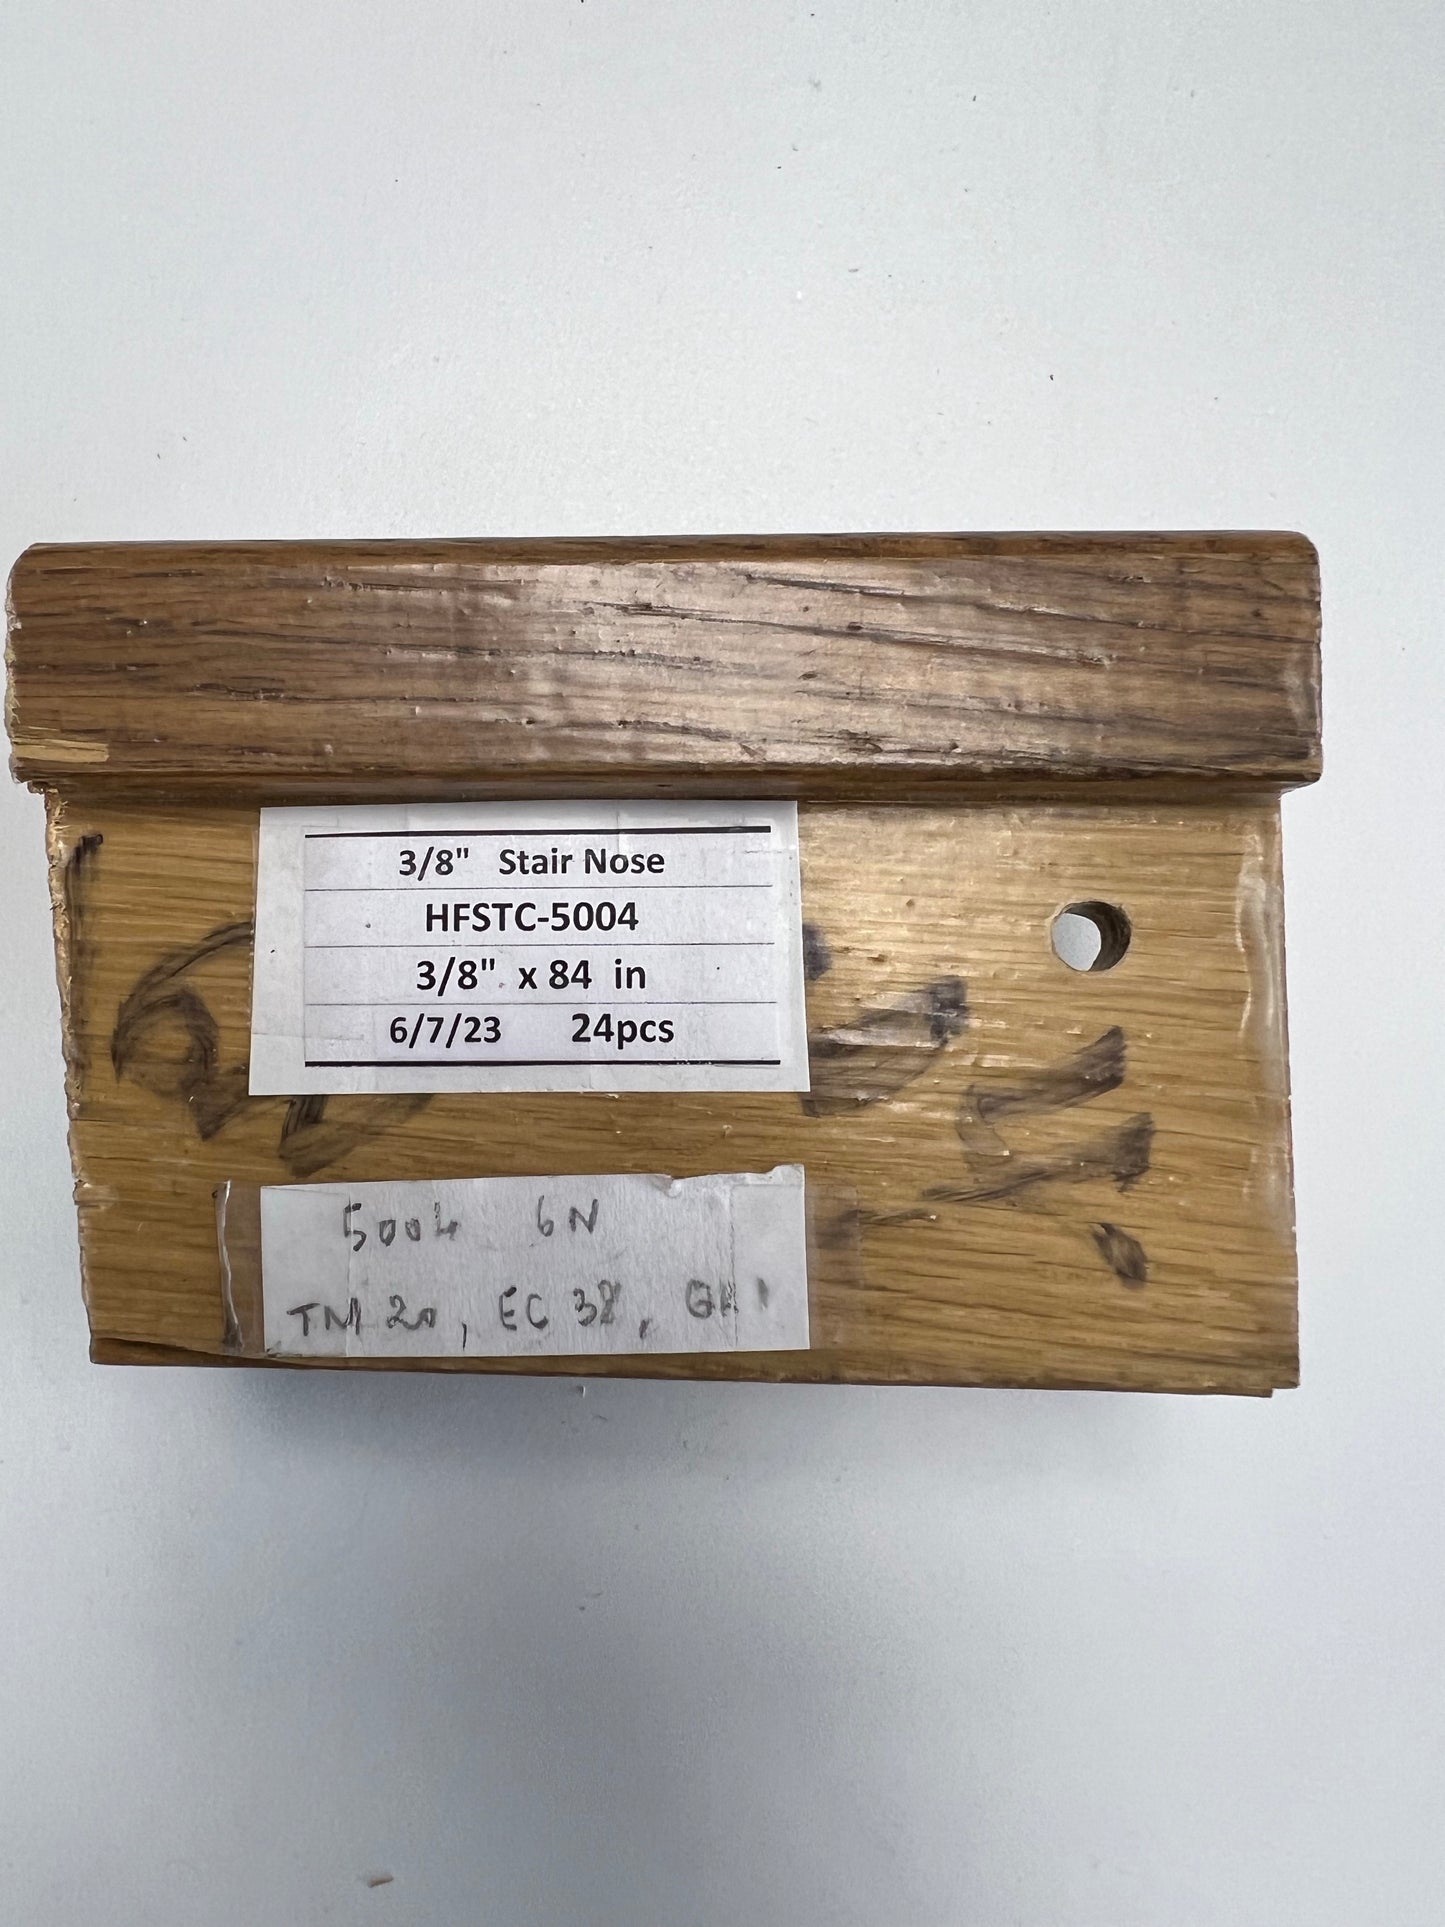 3/8" Stair Nose
HFSTC-5004
3/8" x 84 in
6/7/23 24pcs
5004 6N
TM 20, EC 38,